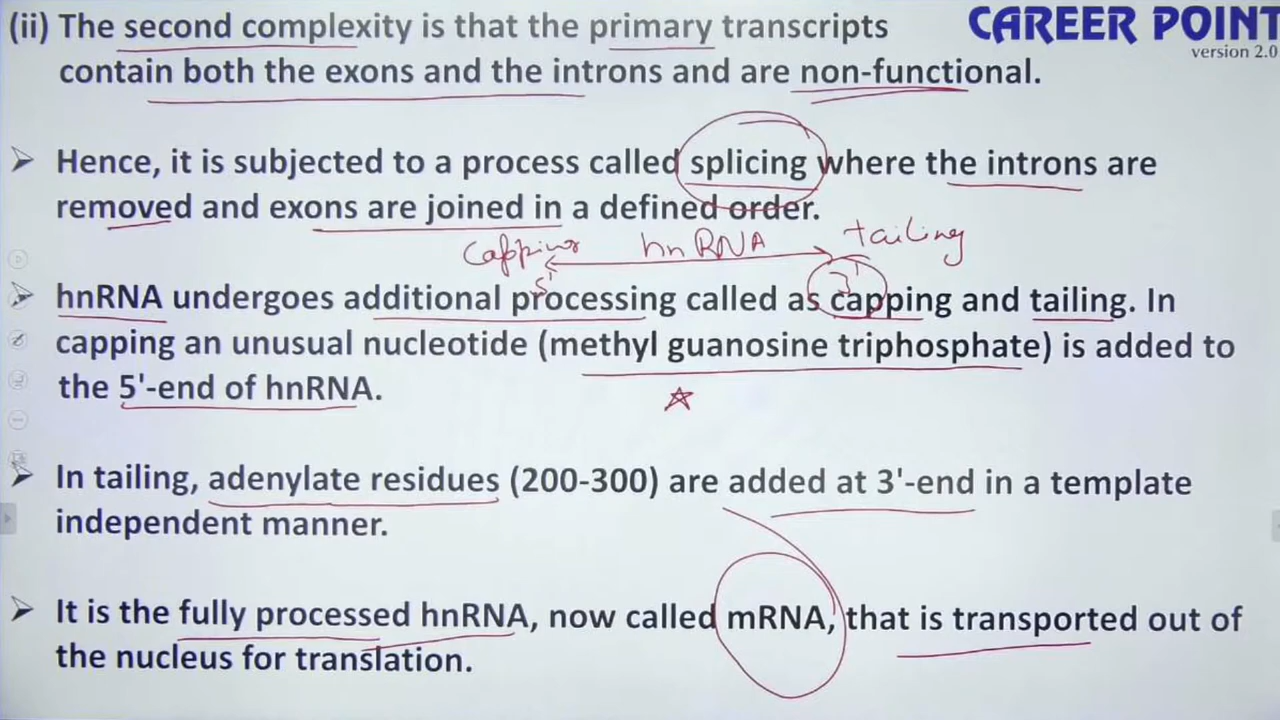 (ii) The second complexity is that the primary transcripts
CAREER POINT
version 2.0
contain both the exons and the introns and are non-functional.
➢ Hence, it is subjected to a process called splicing where the introns are
removed and exons are joined in a defined order.
capping hnRNA tailing
5' 3'
➢ hnRNA undergoes additional processing called as capping and tailing. In
capping an unusual nucleotide (methyl guanosine triphosphate) is added to
the 5'-end of hnRNA.
➢ In tailing, adenylate residues (200-300) are added at 3'-end in a template
independent manner.
➢ It is the fully processed hnRNA, now called mRNA, that is transported out of
the nucleus for translation.